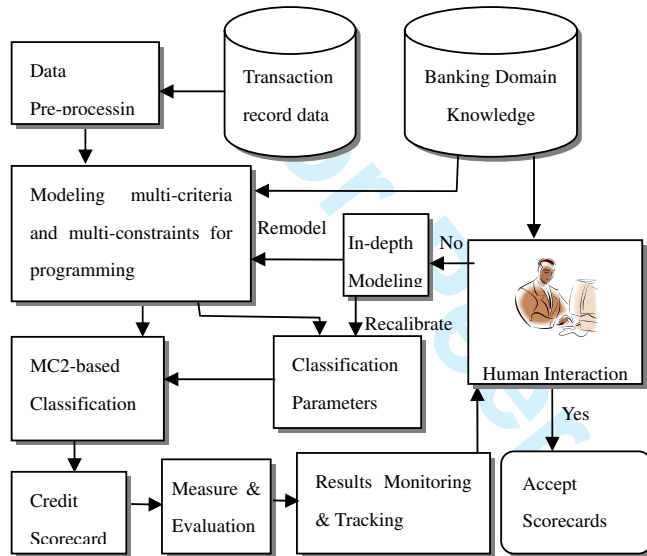 Data
Pre-processin
Transaction
record data
Banking Domain
Knowledge
Modeling multi-criteria
and multi-constraints for
programming
Remodel
In-depth
Modeling
No
Recalibrate
Human Interaction
MC2-based
Classification
Classification
Parameters
Yes
Credit
Scorecard
Measure &
Evaluation
Results Monitoring
& Tracking
Accept
Scorecards